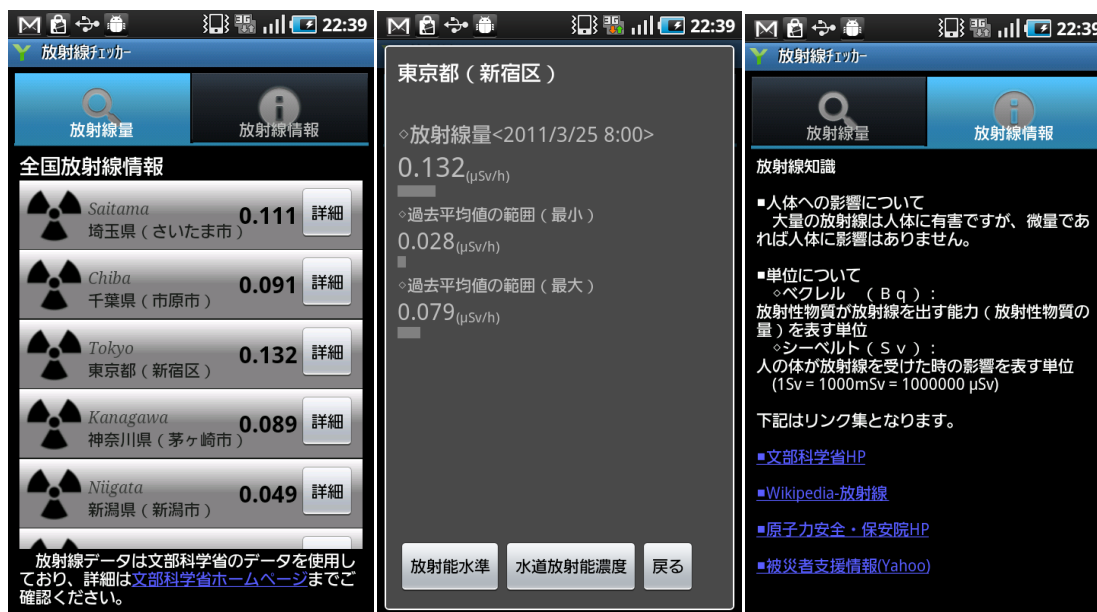 22:39
放射線ﾁｪｯｶｰ
放射線量
放射線情報
全国放射線情報
Saitama
埼玉県（さいたま市）
0.111
詳細
Chiba
千葉県（市原市）
0.091
詳細
Tokyo
東京都（新宿区）
0.132
詳細
Kanagawa
神奈川県（茅ヶ崎市）
0.089
詳細
Niigata
新潟県（新潟市）
0.049
詳細
放射線データは文部科学省のデータを使用し
ており、詳細は文部科学省ホームページまでご
確認ください。
3G
22:39
東京都（新宿区）
◇放射線量<2011/3/25 8:00>
0.132(μSv/h)
◇過去平均値の範囲（最小）
0.028(μSv/h)
◇過去平均値の範囲（最大）
0.079(μSv/h)
放射能水準
水道放射能濃度
戻る
3G
22:39
放射線ﾁｪｯｶｰ
放射線量
放射線情報
放射線知識
■人体への影響について
大量の放射線は人体に有害ですが、微量であ
れば人体に影響はありません。
■単位について
◇ベクレル　（Ｂｑ）：
放射性物質が放射線を出す能力（放射性物質の
量）を表す単位
◇シーベルト（Ｓｖ）：
人の体が放射線を受けた時の影響を表す単位
(1Sv = 1000mSv = 1000000 μSv)
下記はリンク集となります。
■文部科学省HP
■Wikipedia-放射線
■原子力安全・保安院HP
■被災者支援情報(Yahoo)